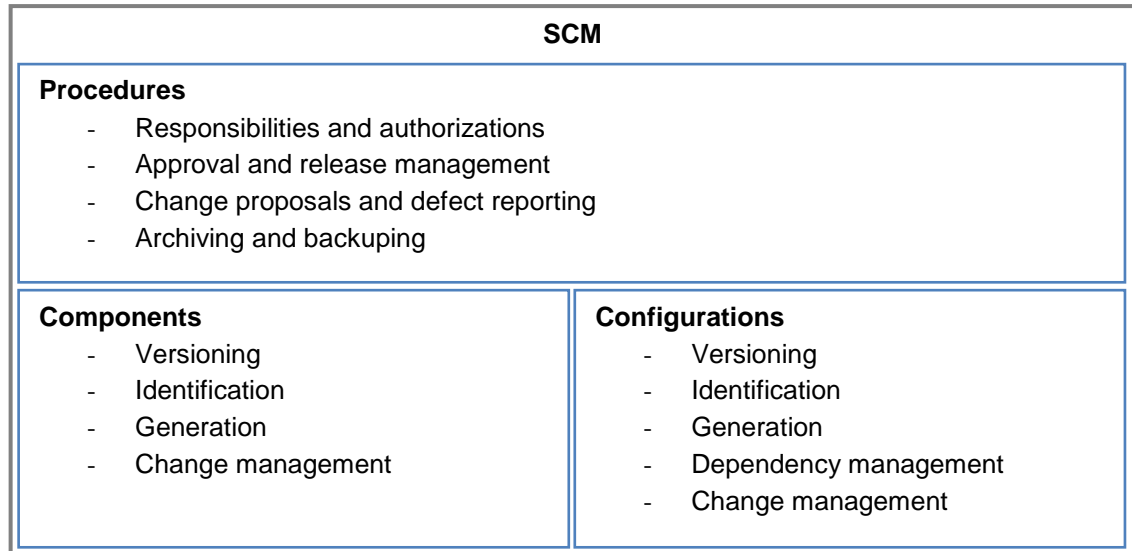 SCM
Procedures
- Responsibilities and authorizations
- Approval and release management
- Change proposals and defect reporting
- Archiving and backuping
Components
- Versioning
- Identification
- Generation
- Change management
Configurations
- Versioning
- Identification
- Generation
- Dependency management
- Change management